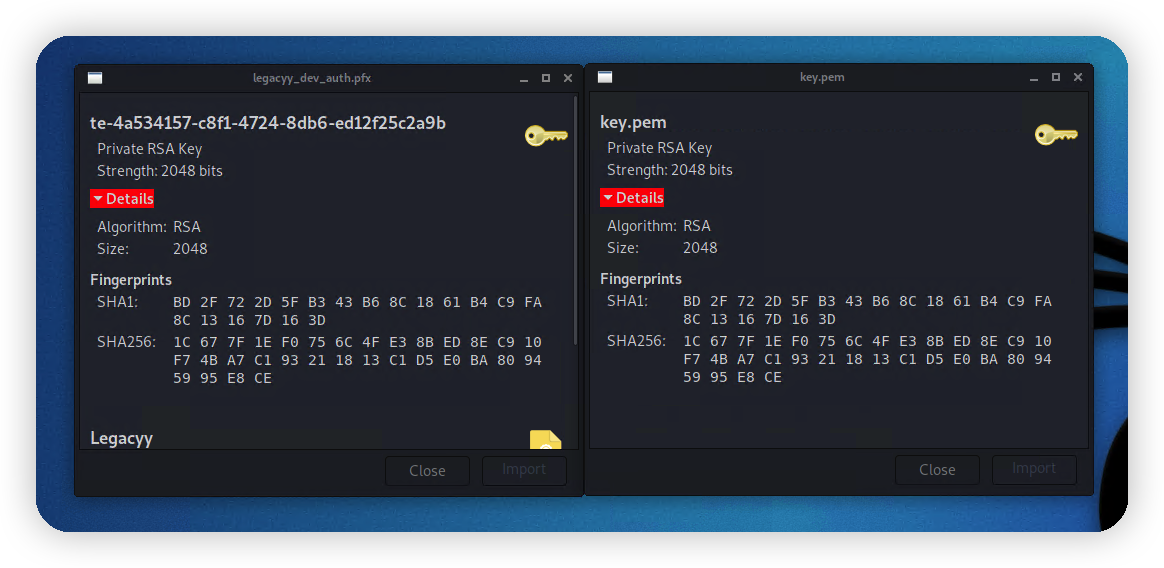 legacyy_dev_auth.pfx
te-4a534157-c8f1-4724-8db6-ed12f25c2a9b
Private RSA Key
Strength: 2048 bits
Details
Algorithm: RSA
Size: 2048
Fingerprints
SHA1: BD 2F 72 2D 5F B3 43 B6 8C 18 61 B4 C9 FA
8C 13 16 7D 16 3D
SHA256: 1C 67 7F 1E F0 75 6C 4F E3 8B ED 8E C9 10
F7 4B A7 C1 93 21 18 13 C1 D5 E0 BA 80 94
59 95 E8 CE
Legacyy
Close Import
key.pem
key.pem
Private RSA Key
Strength: 2048 bits
Details
Algorithm: RSA
Size: 2048
Fingerprints
SHA1: BD 2F 72 2D 5F B3 43 B6 8C 18 61 B4 C9 FA
8C 13 16 7D 16 3D
SHA256: 1C 67 7F 1E F0 75 6C 4F E3 8B ED 8E C9 10
F7 4B A7 C1 93 21 18 13 C1 D5 E0 BA 80 94
59 95 E8 CE
Close Import